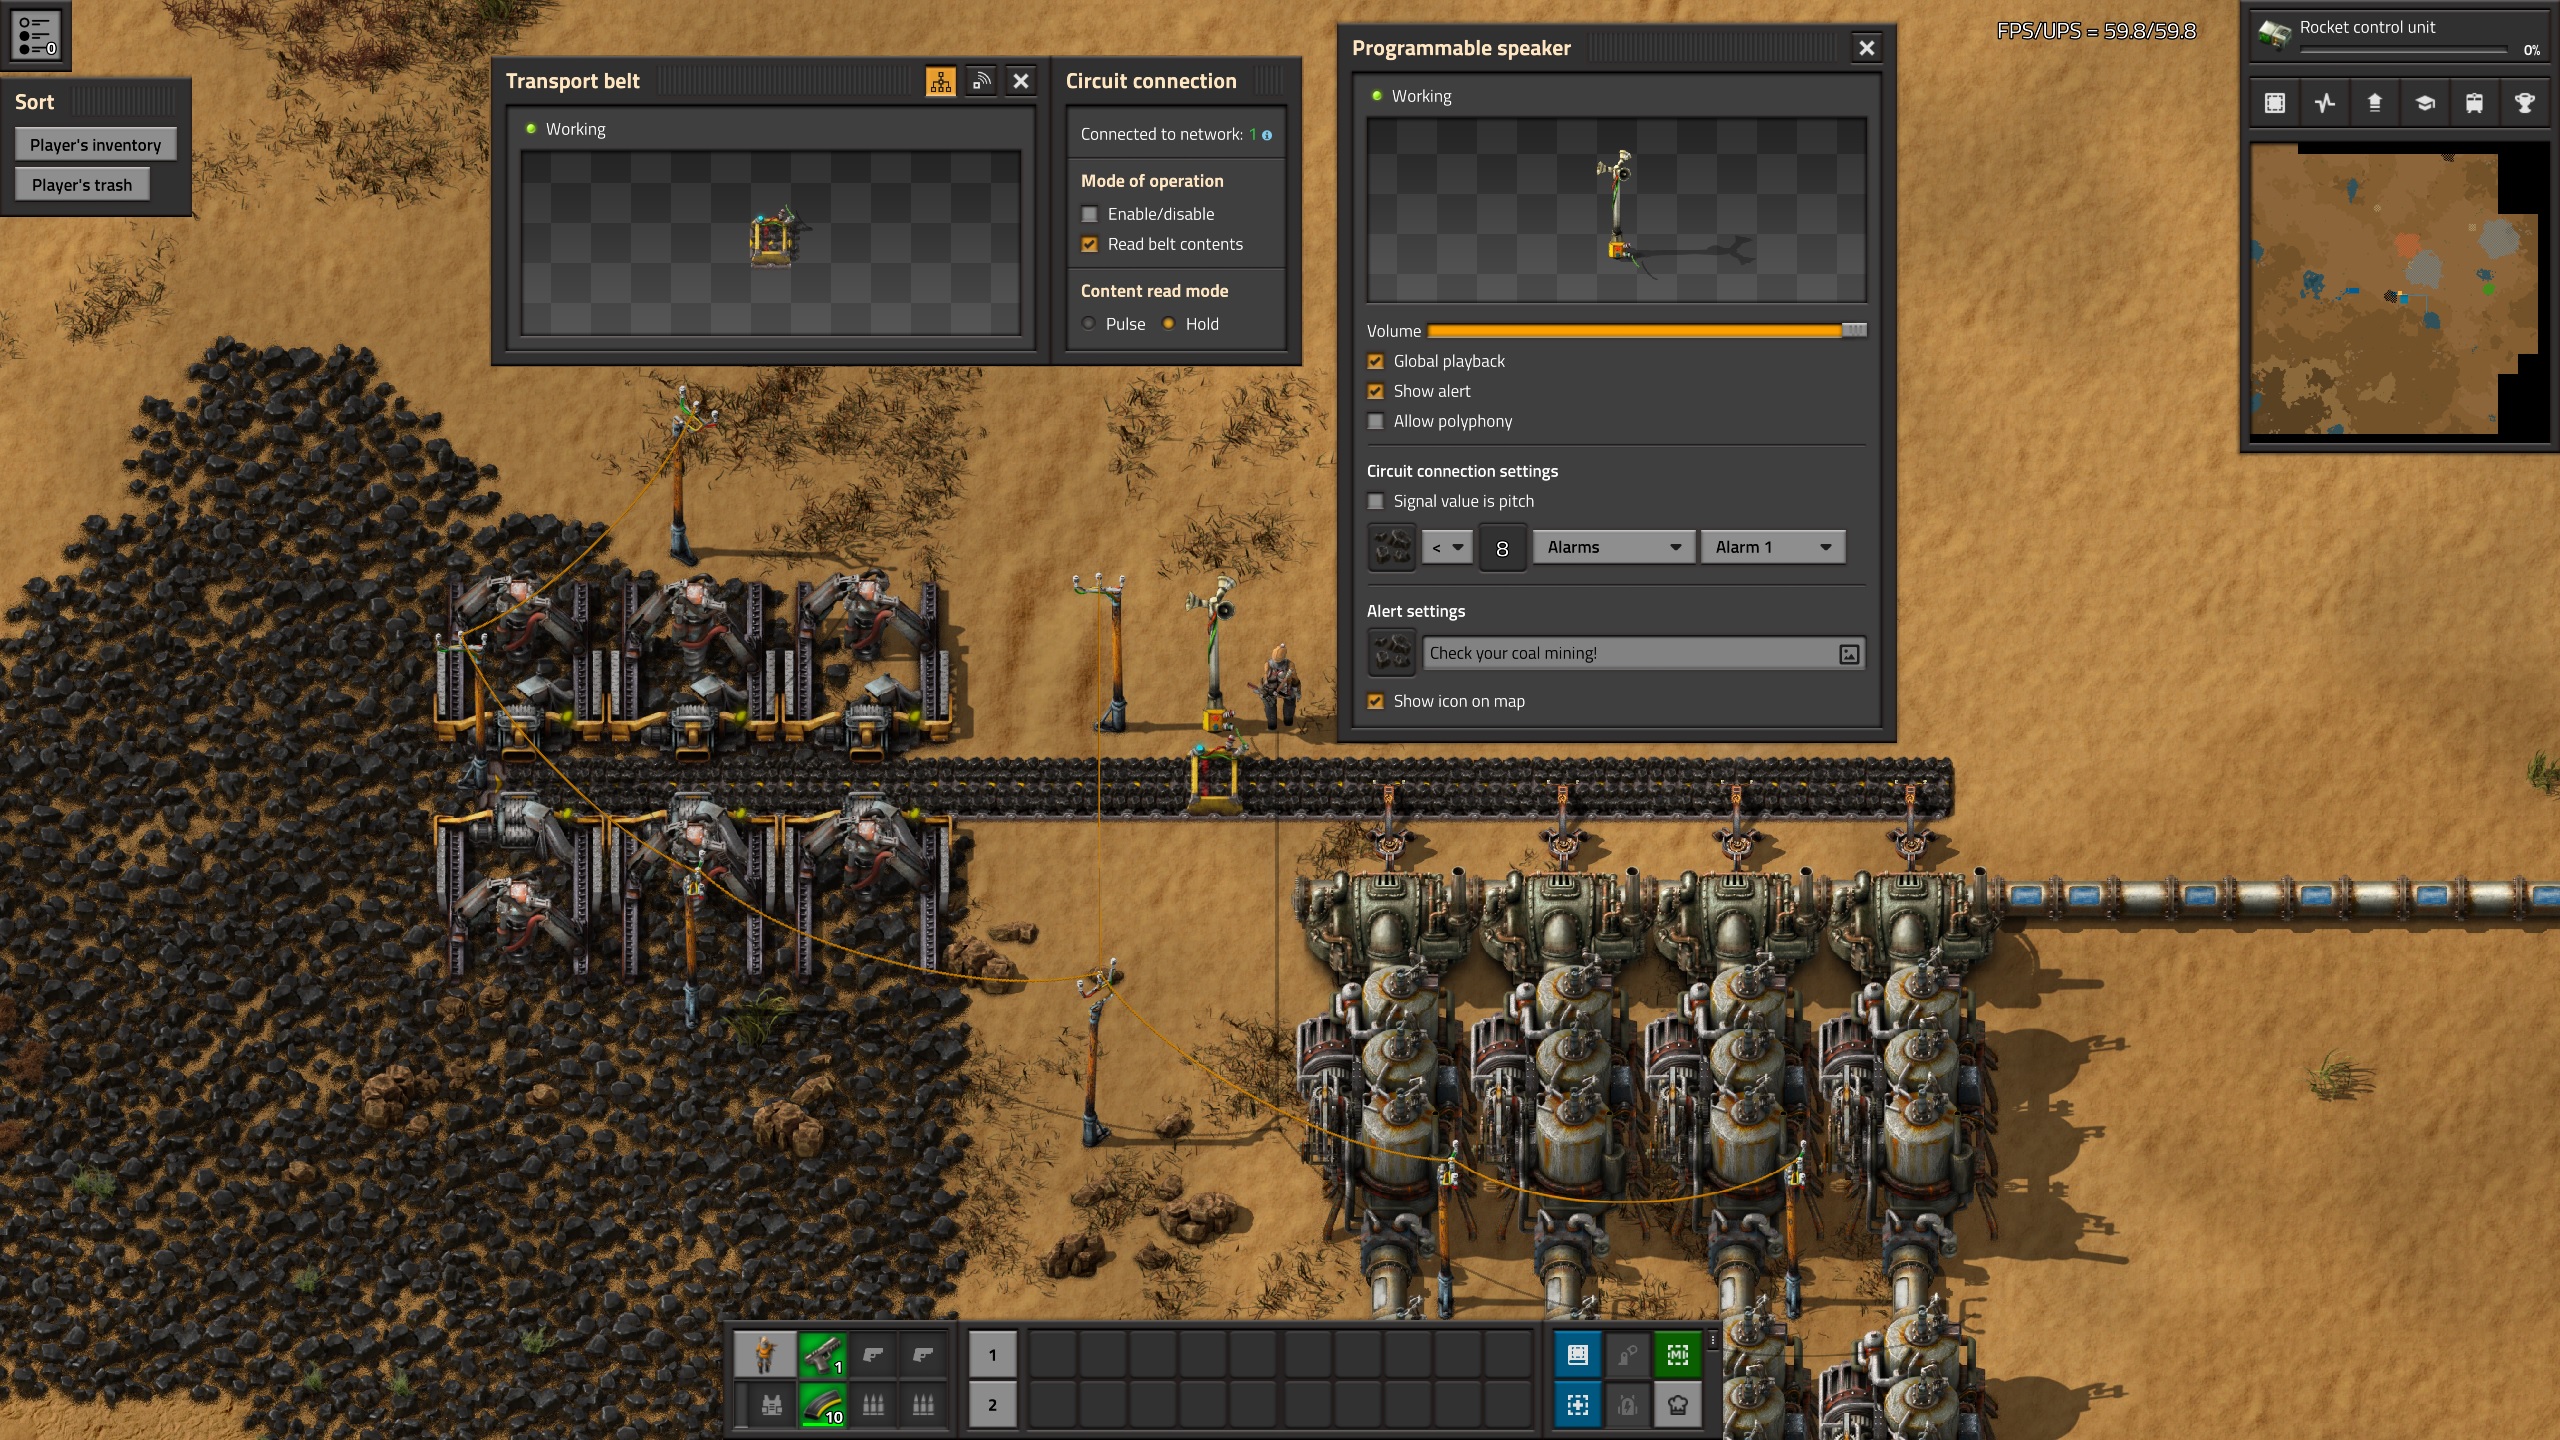 0
Sort
Player's inventory
Player's trash
Transport belt
Working
Circuit connection
Connected to network: 1
Mode of operation
Enable/disable
Read belt contents
Content read mode
Pulse Hold
Programmable speaker
Working
Volume
Global playback
Show alert
Allow polyphony
Circuit connection settings
Signal value is pitch
< 8 Alarms Alarm 1
Alert settings
Check your coal mining!
Show icon on map
FPS/UPS = 59.8/59.8
Rocket control unit
0%
1
10
1
2
MI